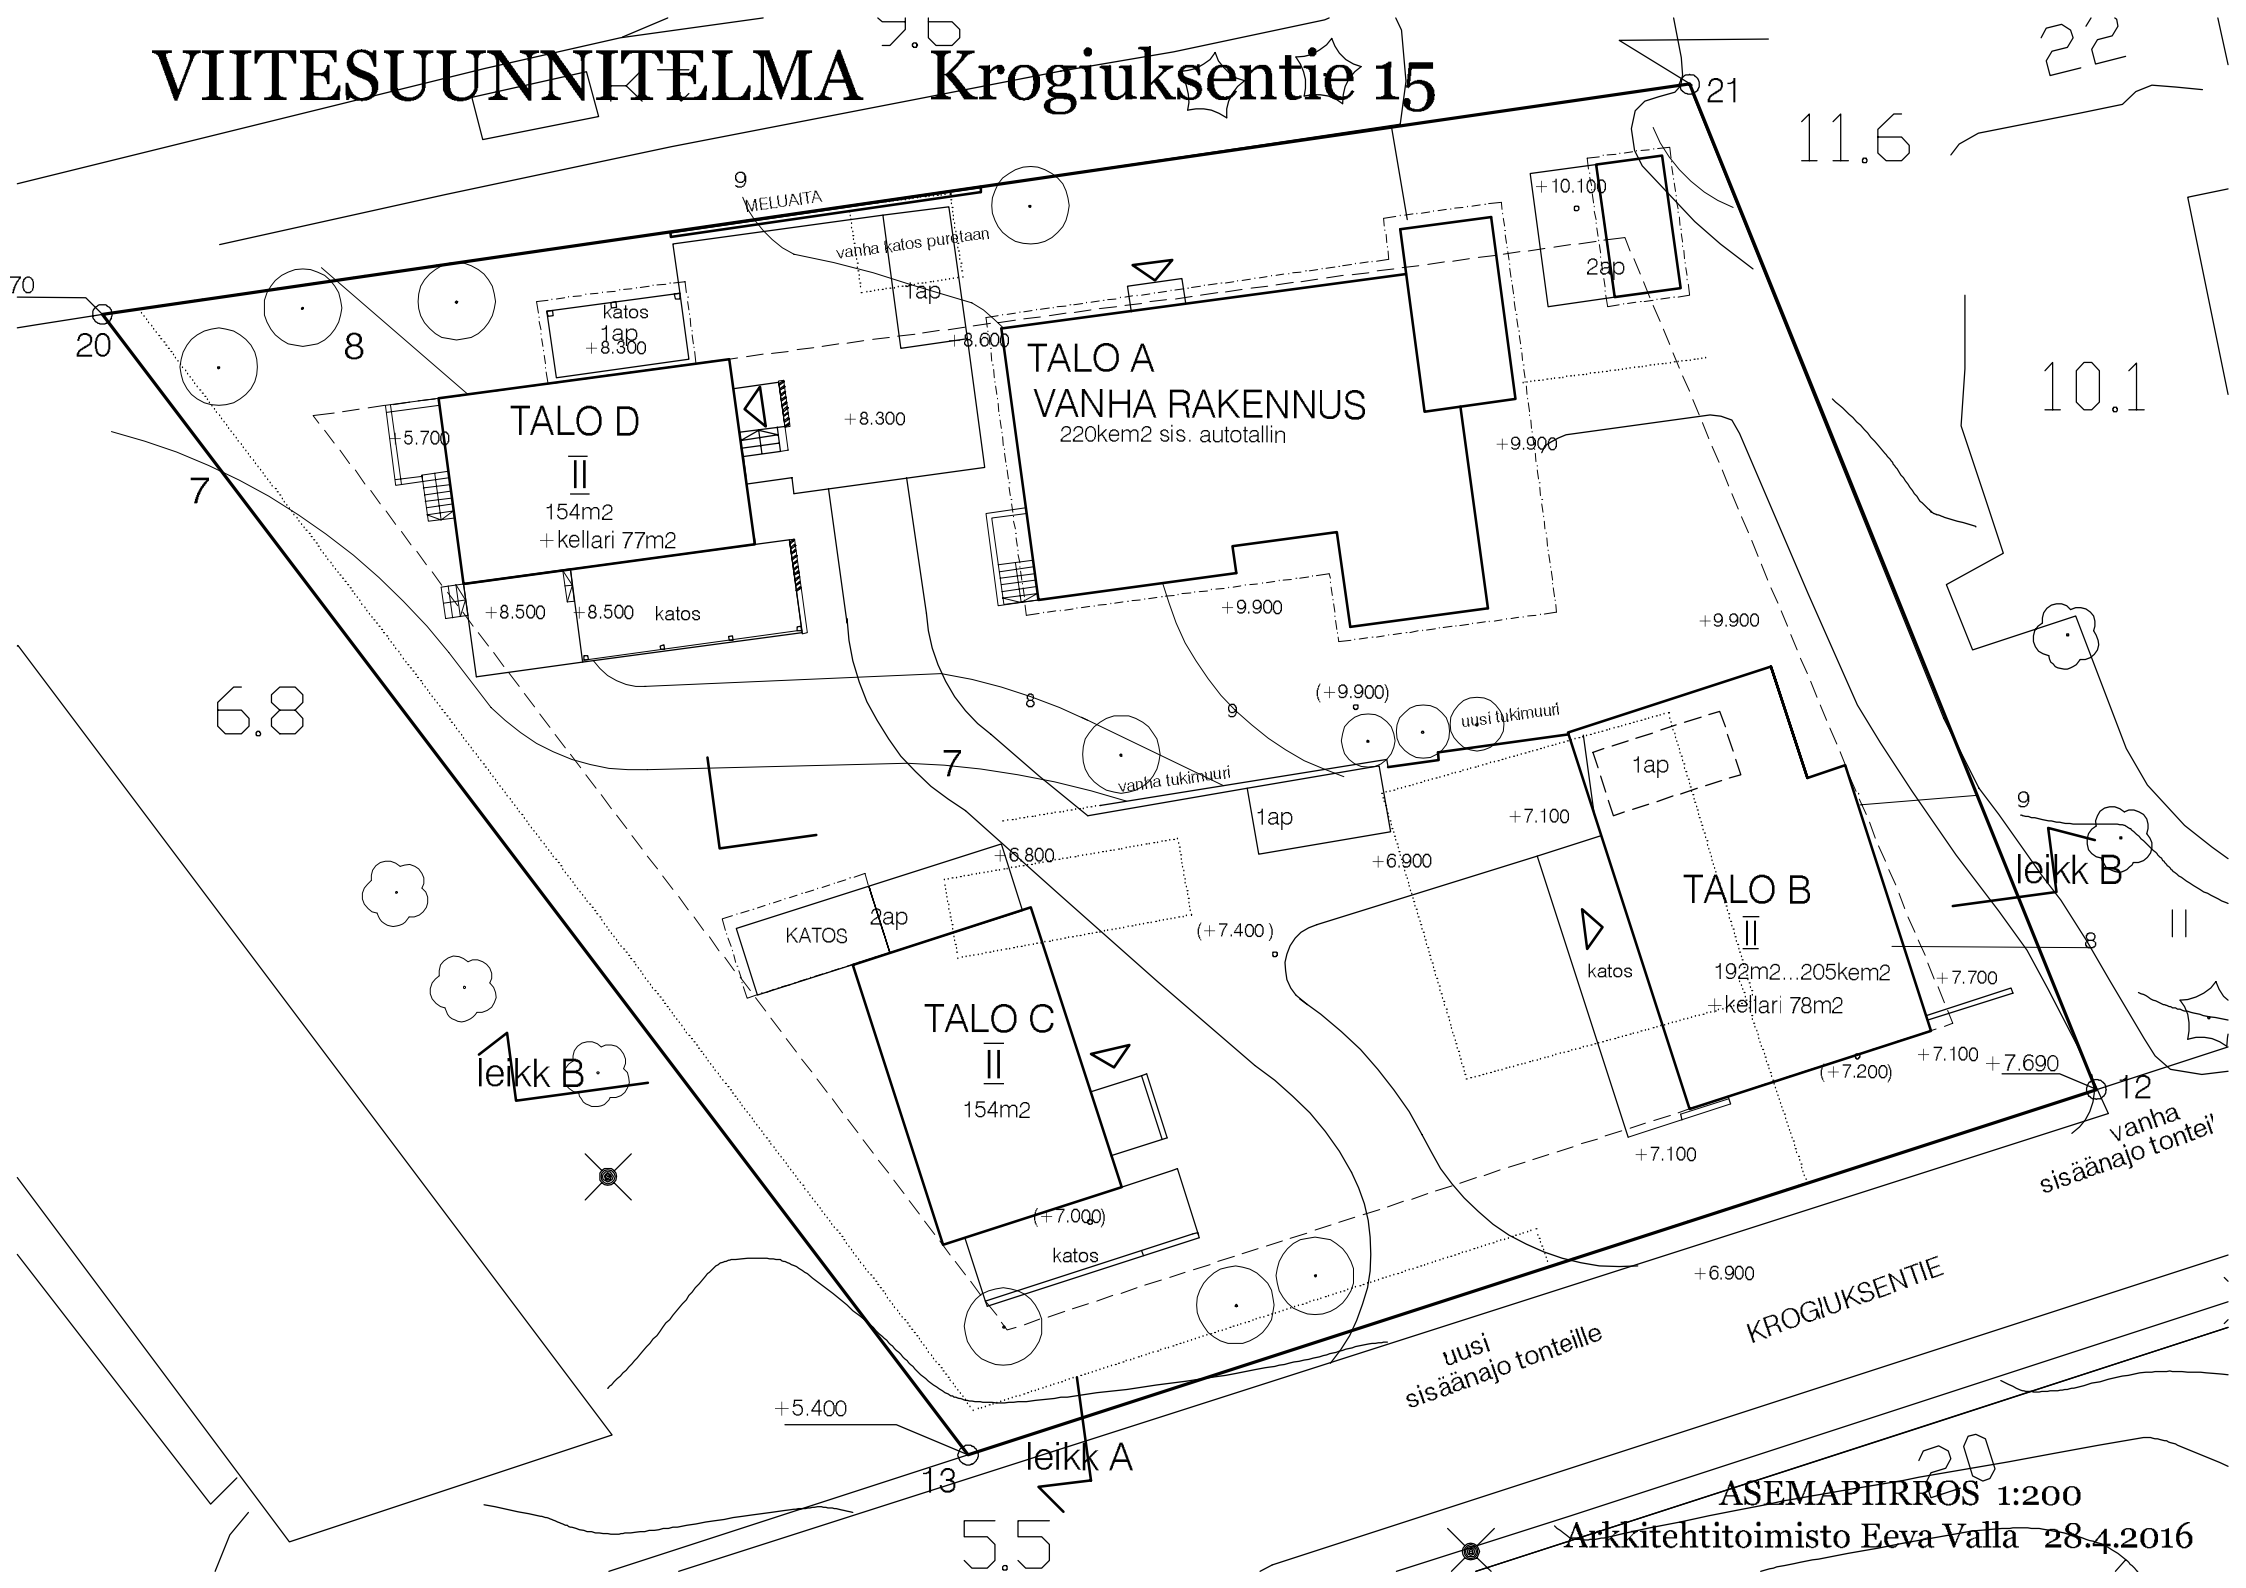 9.6
22
VIITESUUNNITELMA Krogiuksentie 15
21
11.6
9
MELUAITA
+10.100
vanha katos puretaan
2ap
70
1ap
katos
1ap
+8.300
20
8
+8.600
TALO A
VANHA RAKENNUS
220kem2 sis. autotallin
10.1
+5.700
TALO D
+8.300
+9.900
II
7
154m2
+kellari 77m2
+8.500
+8.500
katos
+9.900
+9.900
6.8
8
9
(+9.900)
uusi tukimuuri
7
vanha tukimuuri
1ap
1ap
+7.100
9
+6.800
+6.900
leikk B
TALO B
II
KATOS
2ap
(+7.400)
II
8
katos
192m2...205kem2
+7.700
+kellari 78m2
TALO C
II
154m2
leikk B
+7.100
+7.690
(+7.200)
12
vanha
sisäänajo tontei
+7.100
(+7.000)
katos
+6.900
KROGIUKSENTIE
uusi
sisäänajo tonteille
+5.400
13
leikk A
20
ASEMAPIIRROS 1:200
5.5
Arkkitehtitoimisto Eeva Valla 28.4.2016